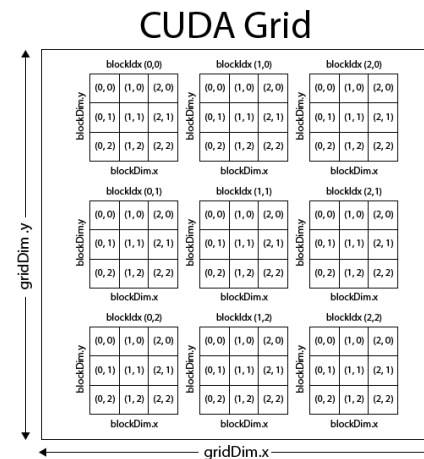 CUDA Grid
blockIdx (0,0) blockIdx (1,0) blockIdx (2,0)
blockDim.y (0, 0) (1, 0) (2, 0) blockDim.y (0, 0) (1, 0) (2, 0) blockDim.y (0, 0) (1, 0) (2, 0)
(0, 1) (1, 1) (2, 1) (0, 1) (1, 1) (2, 1) (0, 1) (1, 1) (2, 1)
(0, 2) (1, 2) (2, 2) (0, 2) (1, 2) (2, 2) (0, 2) (1, 2) (2, 2)
blockDim.x blockDim.x blockDim.x
blockIdx (0,1) blockIdx (1,1) blockIdx (2,1)
blockDim.y (0, 0) (1, 0) (2, 0) blockDim.y (0, 0) (1, 0) (2, 0) blockDim.y (0, 0) (1, 0) (2, 0)
(0, 1) (1, 1) (2, 1) (0, 1) (1, 1) (2, 1) (0, 1) (1, 1) (2, 1)
(0, 2) (1, 2) (2, 2) (0, 2) (1, 2) (2, 2) (0, 2) (1, 2) (2, 2)
blockDim.x blockDim.x blockDim.x
gridDim .y
blockIdx (0,2) blockIdx (1,2) blockIdx (2,2)
blockDim.y (0, 0) (1, 0) (2, 0) blockDim.y (0, 0) (1, 0) (2, 0) blockDim.y (0, 0) (1, 0) (2, 0)
(0, 1) (1, 1) (2, 1) (0, 1) (1, 1) (2, 1) (0, 1) (1, 1) (2, 1)
(0, 2) (1, 2) (2, 2) (0, 2) (1, 2) (2, 2) (0, 2) (1, 2) (2, 2)
blockDim.x blockDim.x blockDim.x
gridDim.x